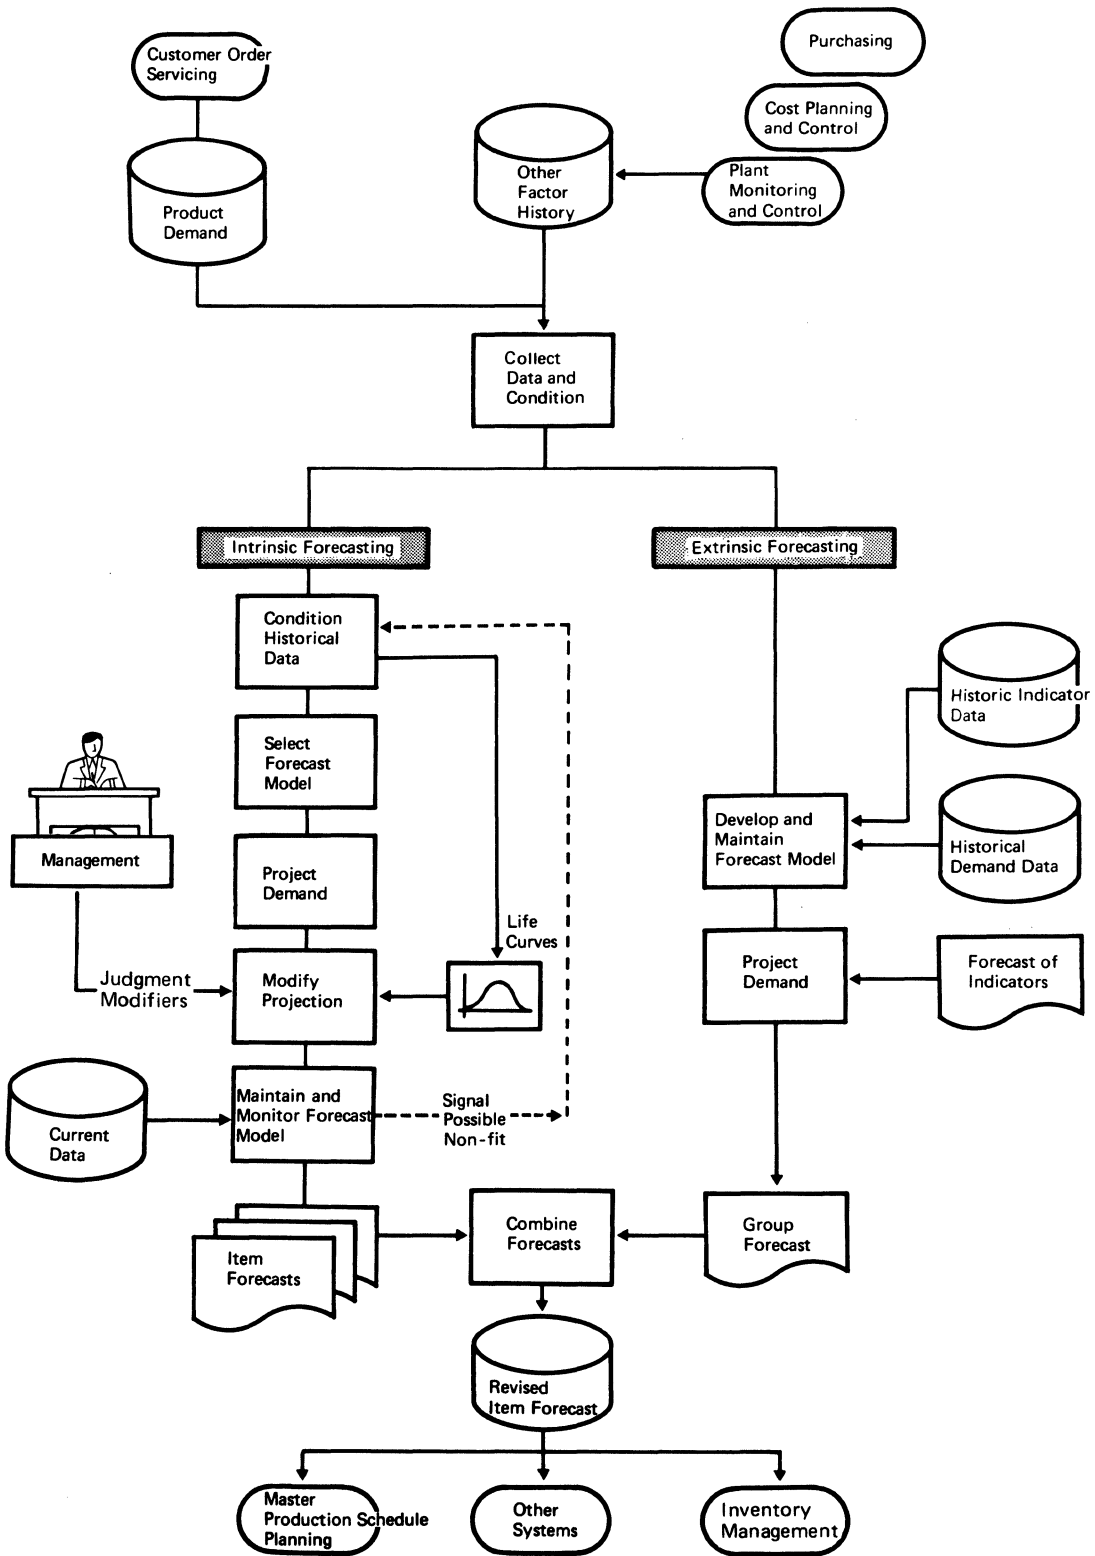 Purchasing
Customer Order
Servicing
Cost Planning
and Control
Plant
Monitoring
and Control
Other
Factor
History
Product
Demand
Collect
Data and
Condition
Intrinsic Forecasting
Extrinsic Forecasting
Condition
Historical
Data
Historic Indicator
Data
Select
Forecast
Model
Develop and
Maintain
Forecast Model
Historical
Demand Data
Management
Project
Demand
Life
Curves
Judgment
Modifiers
Modify
Projection
Project
Demand
Forecast of
Indicators
Current
Data
Maintain and
Monitor Forecast
Model
Signal
Possible
Non-fit
Item
Forecasts
Combine
Forecasts
Group
Forecast
Revised
Item Forecast
Master
Production Schedule
Planning
Other
Systems
Inventory
Management